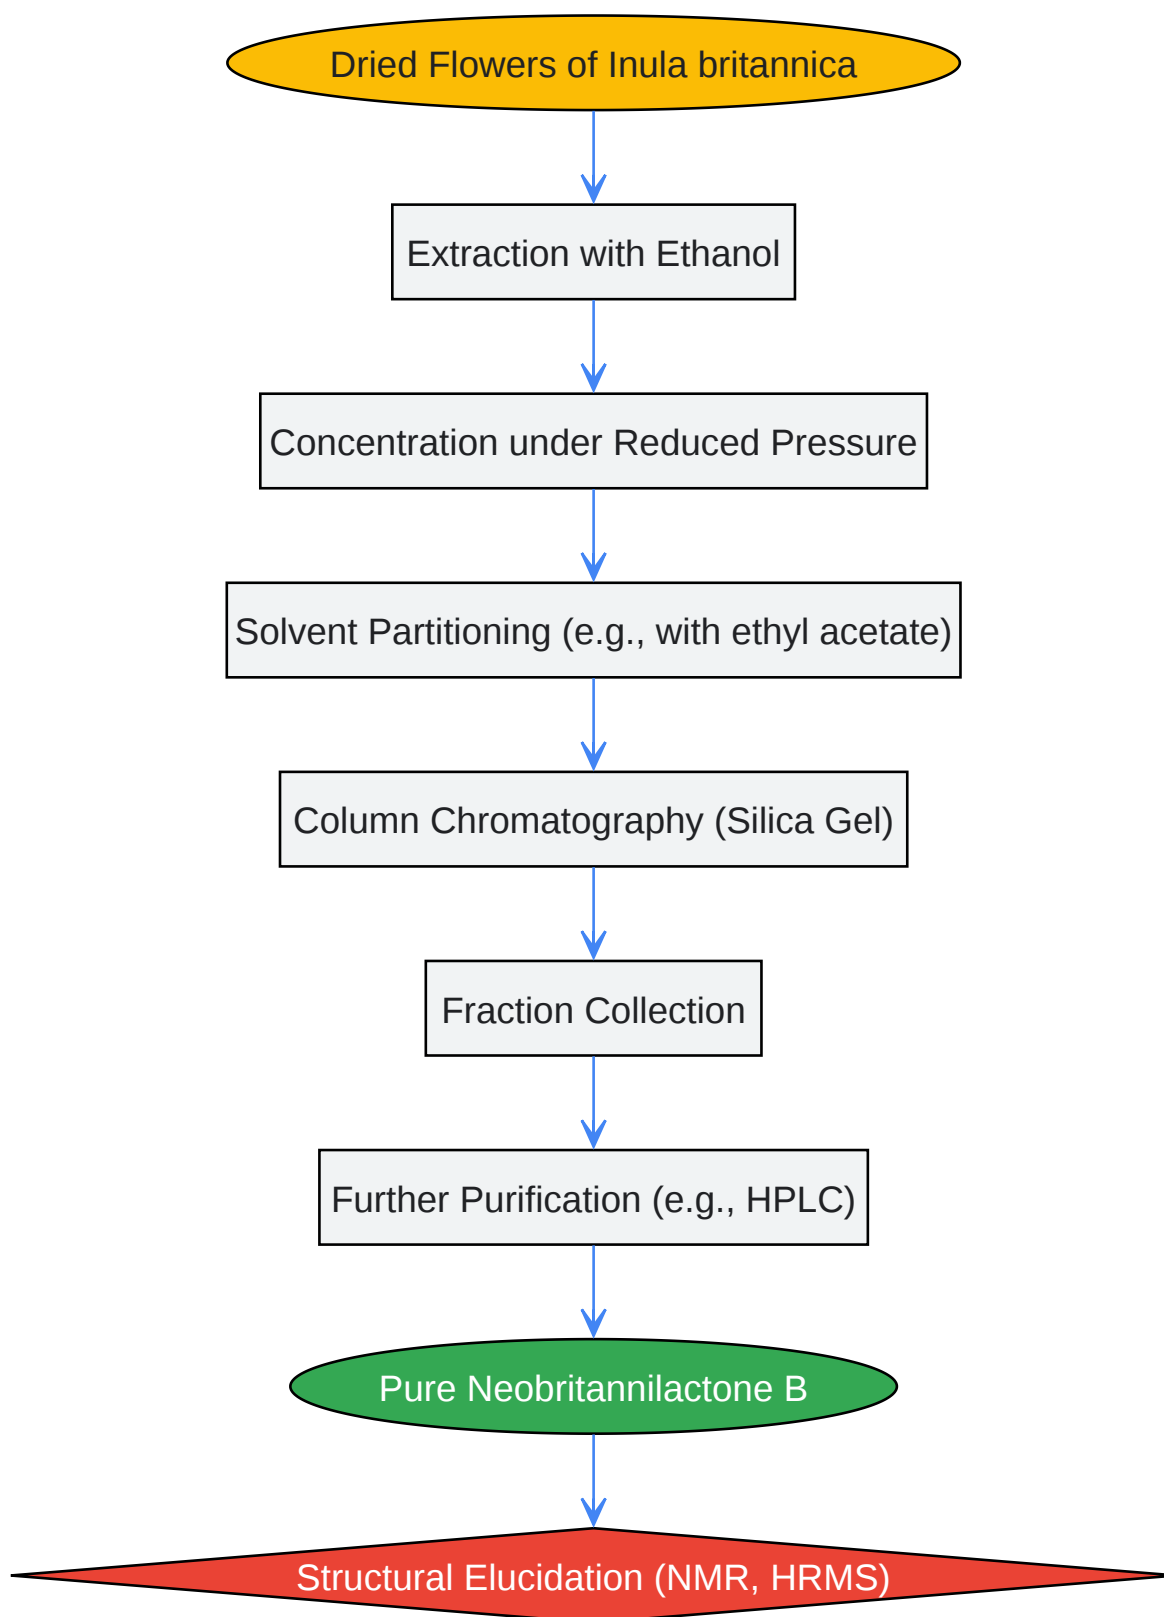 Dried Flowers of Inula britannica
Extraction with Ethanol
Concentration under Reduced Pressure
Solvent Partitioning (e.g., with ethyl acetate)
Column Chromatography (Silica Gel)
Fraction Collection
Further Purification (e.g., HPLC)
Pure Neobritannilactone B
Structural Elucidation (NMR, HRMS)